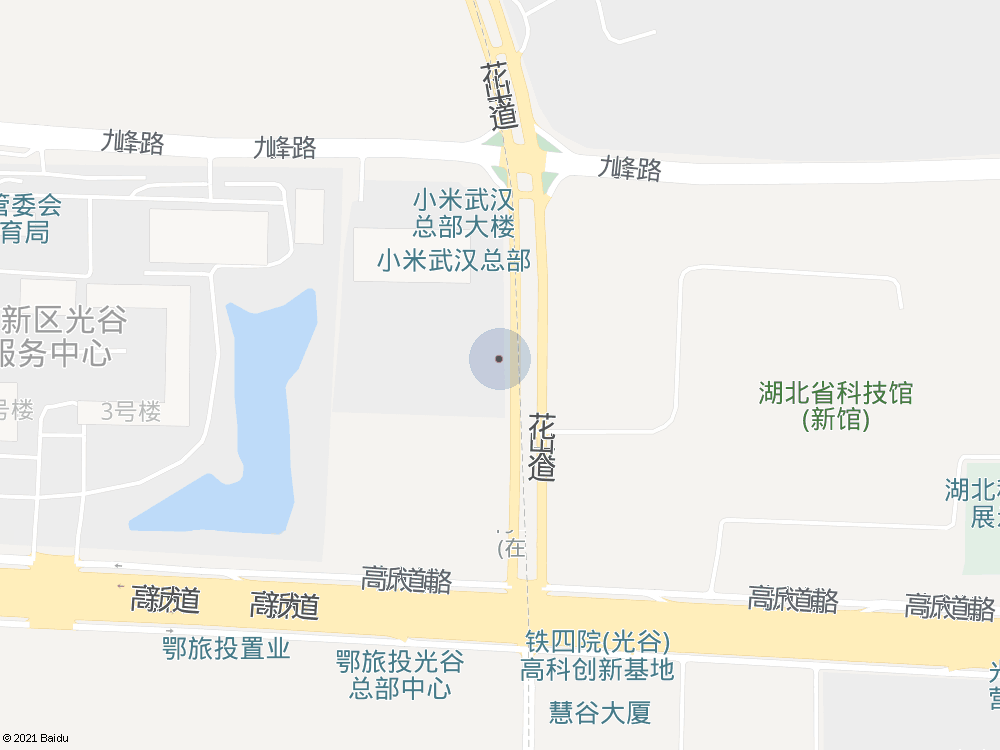 花山大道
九峰路
九峰路
九峰路
小米武汉
总部大楼
管委会
育局
小米武汉总部
新区光谷
服务中心
湖北省科技馆
(新馆)
号楼
3号楼
花山大道
湖北科
展示
(在
高新大道辅路
高新大道
高新大道
高新大道辅路
高新大道辅路
铁四院(光谷)
高科创新基地
鄂旅投置业
鄂旅投光谷
总部中心
光
营
慧谷大厦
© 2021 Baidu